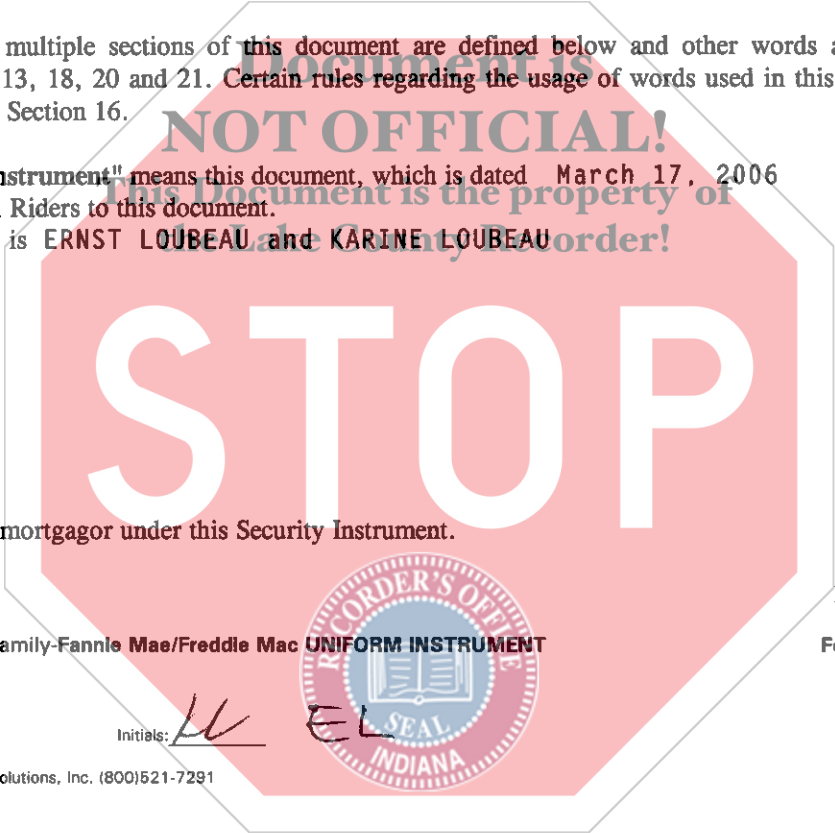 multiple sections of this document are defined below and other words
Document is
13, 18, 20 and 21. Certain rules regarding the usage of words used in this
Section 16.
NOT OFFICIAL!
nstrument" means this document, which is dated March 17, 2006
This Document is the property of
Riders to this document.
is ERNST LOUBEAU and KARINE LOUBEAU
the Lake County Recorder!
STOP
mortgagor under this Security Instrument.
RECORDER'S OFFICE
amily-Fannie Mae/Freddie Mac UNIFORM INSTRUMENT
SEAL
Initials: EL
INDIANA
olutions, Inc. (800)521-7291